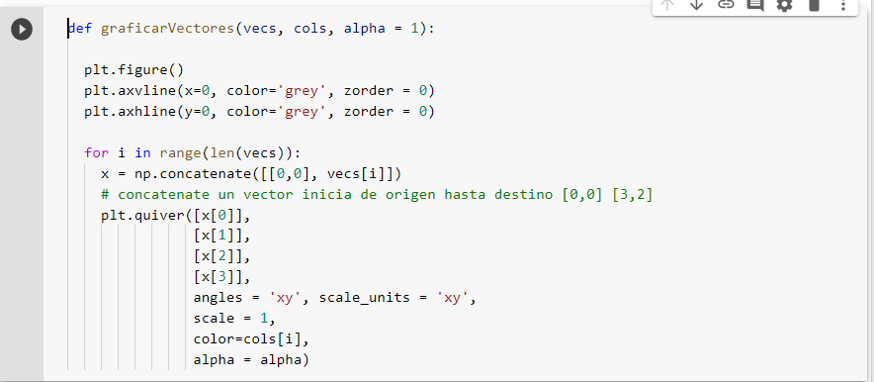 def graficarVectores(vecs, cols, alpha = 1):
plt.figure()
plt.axvline(x=0, color='grey', zorder = 0)
plt.axhline(y=0, color='grey', zorder = 0)
for i in range(len(vecs)):
x = np.concatenate([[0,0], vecs[i]])
# concatenate un vector inicia de origen hasta destino [0,0] [3,2]
plt.quiver([x[0]],
[x[1]],
[x[2]],
[x[3]],
angles = 'xy', scale_units = 'xy',
scale = 1,
color=cols[i],
alpha = alpha)